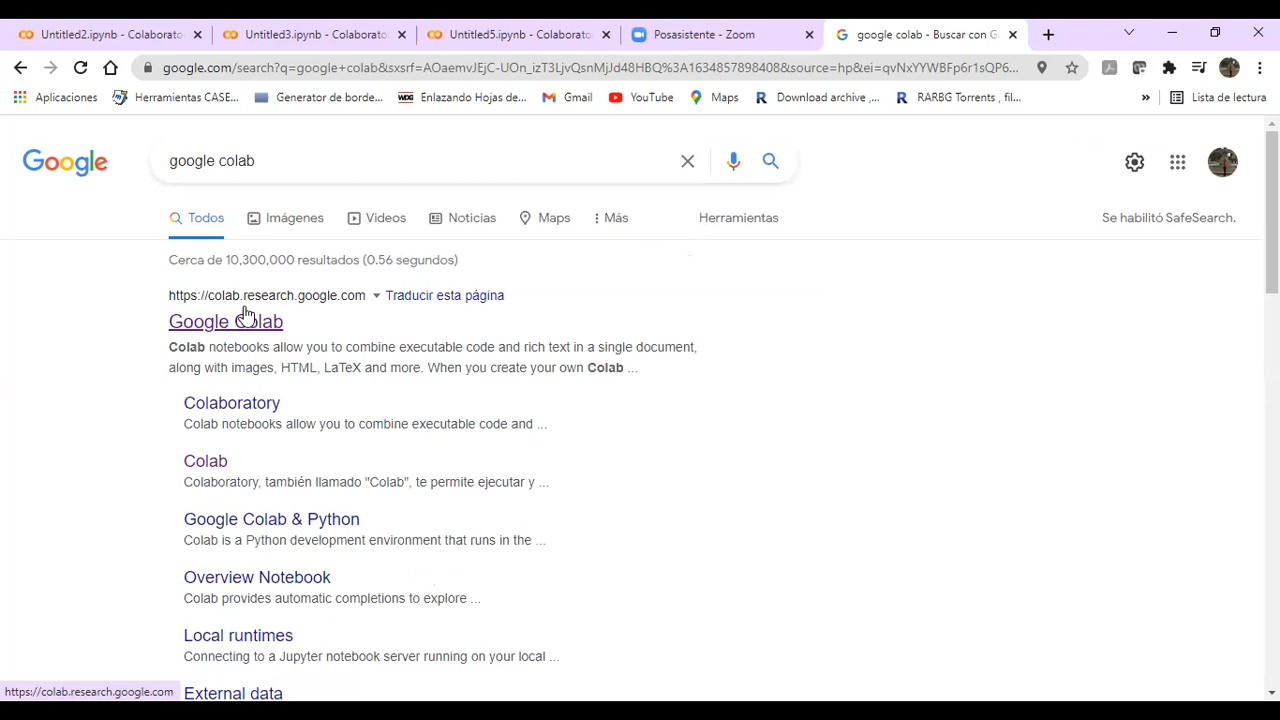 Untitled2.ipynb - Colaborato
Untitled3.ipynb - Colaborato
Untitled5.ipynb - Colaborato
Posasistente - Zoom
google colab - Buscar con G
google.com/search?q=google+colab&sxsrf=AOaemvJEjC-UOn_izT3LjvQsnMjJd48HBQ%3A1634857898408&source=hp&ei=qvNxYYWBFp6r1sQP6...
Aplicaciones
Herramientas CASE...
Generator de borde...
WDG
Enlazando Hojas de...
Gmail
YouTube
Maps
Download archive ,...
RARBG Torrents , fil...
»
Lista de lectura
Google
google colab
Todos
Imágenes
Videos
Noticias
Maps
Más
Herramientas
Se habilitó SafeSearch.
Cerca de 10,300,000 resultados (0.56 segundos)
https://colab.research.google.com
Traducir esta página
Google Colab
Colab notebooks allow you to combine executable code and rich text in a single document,
along with images, HTML, LaTeX and more. When you create your own Colab ...
Colaboratory
Colab notebooks allow you to combine executable code and ...
Colab
Colaboratory, también llamado "Colab", te permite ejecutar y ...
Google Colab & Python
Colab is a Python development environment that runs in the ...
Overview Notebook
Colab provides automatic completions to explore ...
Local runtimes
Connecting to a Jupyter notebook server running on your local ...
External data
https://colab.research.google.com